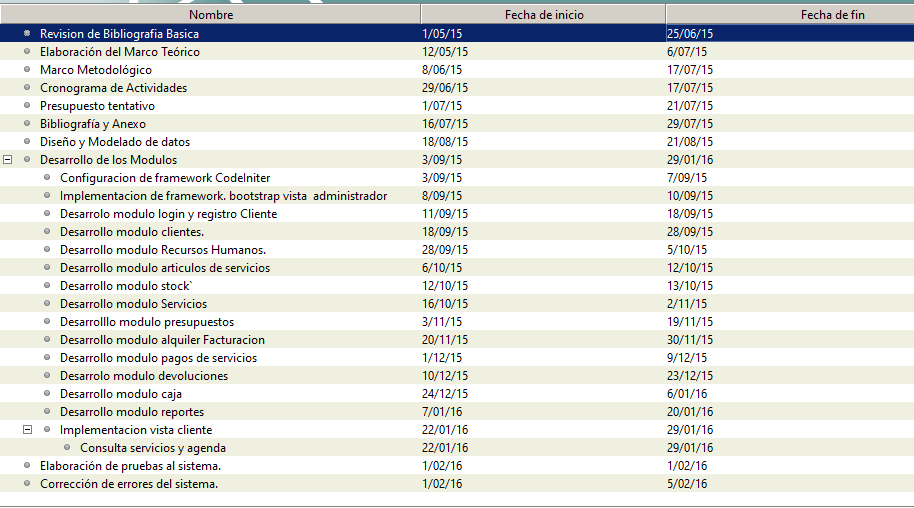 Nombre Fecha de inicio Fecha de fin
Revision de Bibliografia Basica 1/05/15 25/06/15
Elaboración del Marco Teórico 12/05/15 6/07/15
Marco Metodológico 8/06/15 17/07/15
Cronograma de Actividades 29/06/15 17/07/15
Presupuesto tentativo 1/07/15 21/07/15
Bibliografía y Anexo 16/07/15 29/07/15
Diseño y Modelado de datos 18/08/15 21/08/15
Desarrollo de los Modulos 3/09/15 29/01/16
Configuracion de framework CodeIniter 3/09/15 7/09/15
Implementacion de framework. bootstrap vista administrador 8/09/15 10/09/15
Desarrolo modulo login y registro Cliente 11/09/15 18/09/15
Desarrollo modulo clientes. 18/09/15 28/09/15
Desarrollo modulo Recursos Humanos. 28/09/15 5/10/15
Desarrollo modulo articulos de servicios 6/10/15 12/10/15
Desarrollo modulo stock` 12/10/15 13/10/15
Desarrollo modulo Servicios 16/10/15 2/11/15
Desarrolllo modulo presupuestos 3/11/15 19/11/15
Desarrollo modulo alquiler Facturacion 20/11/15 30/11/15
Desarrollo modulo pagos de servicios 1/12/15 9/12/15
Desarrolo modulo devoluciones 10/12/15 23/12/15
Desarrollo modulo caja 24/12/15 6/01/16
Desarrollo modulo reportes 7/01/16 20/01/16
Implementacion vista cliente 22/01/16 29/01/16
Consulta servicios y agenda 22/01/16 29/01/16
Elaboración de pruebas al sistema. 1/02/16 1/02/16
Corrección de errores del sistema. 1/02/16 5/02/16